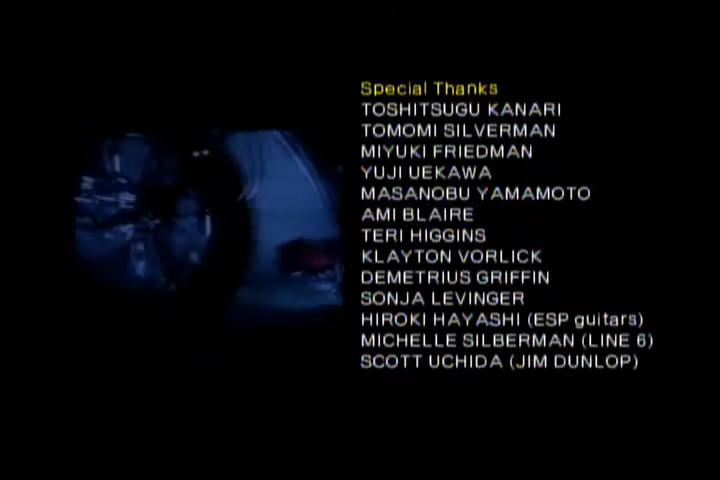 Special Thanks
TOSHITSUGU KANARI
TOMOMI SILVERMAN
MIYUKI FRIEDMAN
YUJI UEKAWA
MASANOBU YAMAMOTO
AMI BLAIRE
TERI HIGGINS
KLAYTON VORLICK
DEMETRIUS GRIFFIN
SONJA LEVINGER
HIROKI HAYASHI (ESP guitars)
MICHELLE SILBERMAN (LINE 6)
SCOTT UCHIDA (JIM DUNLOP)